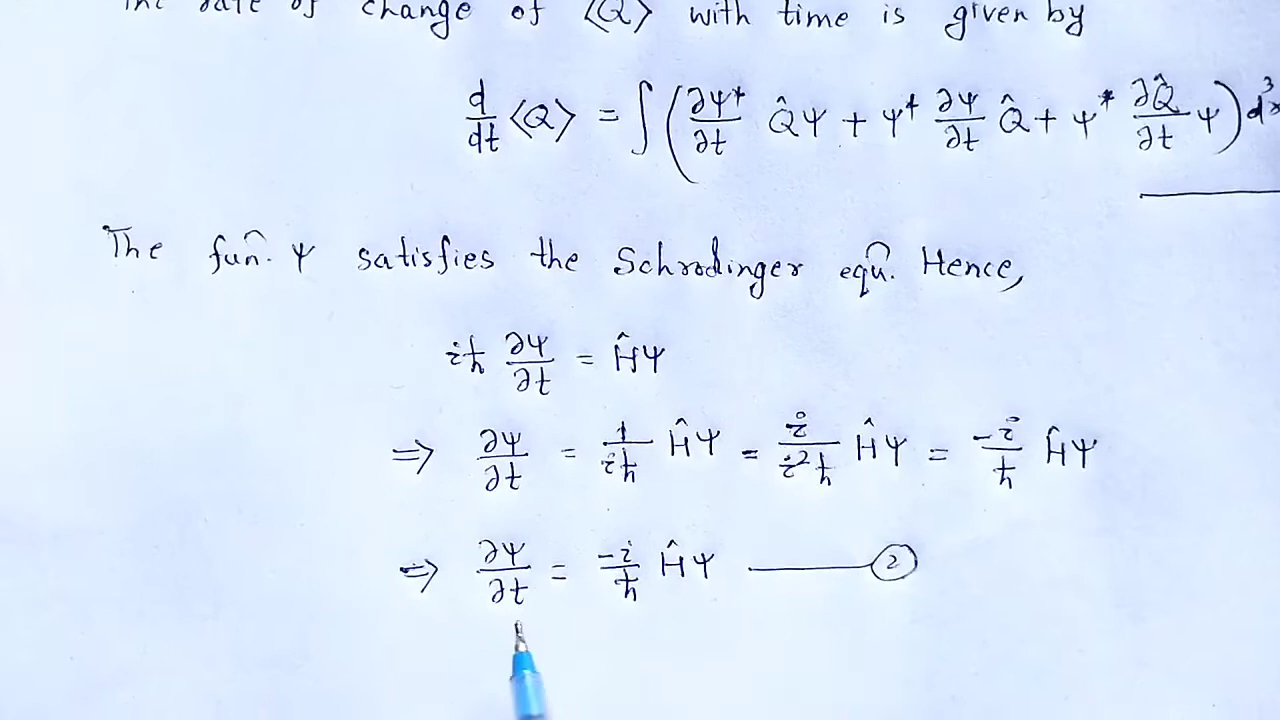 The rate of change of ⟨Q⟩ with time is given by
d/dt ⟨Q⟩ = ∫(∂ψ*/∂t Q̂ψ + ψ* ∂ψ/∂t Q̂ + ψ* ∂Q̂/∂t ψ) d³x
The fun. ψ satisfies the Schrodinger equ. Hence,
iħ ∂ψ/∂t = Ĥψ
⇒ ∂ψ/∂t = 1/iħ Ĥψ = i/i²ħ Ĥψ = -i/ħ Ĥψ
⇒ ∂ψ/∂t = -i/ħ Ĥψ —— ②